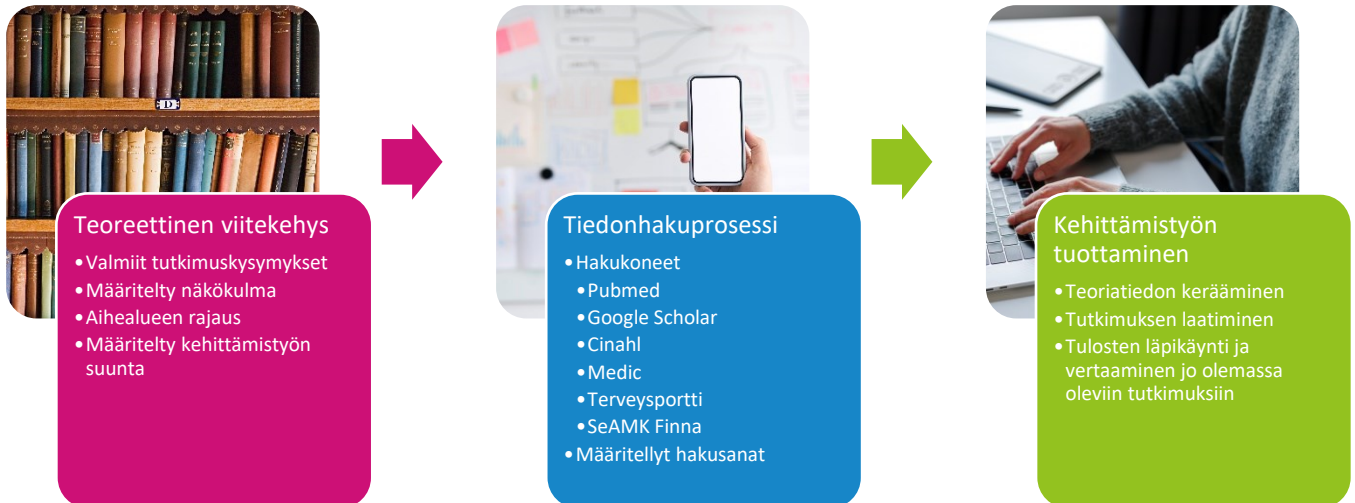 Teoreettinen viitekehys
•Valmiit tutkimuskysymykset
•Määritelty näkökulma
•Aihealueen rajaus
•Määritelty kehittämistyön
suunta
Tiedonhakuprosessi
•Hakukoneet
•Pubmed
•Google Scholar
•Cinahl
•Medic
•Terveysportti
•SeAMK Finna
•Määritellyt hakusanat
Kehittämistyön
tuottaminen
•Teoriatiedon kerääminen
•Tutkimuksen laatiminen
•Tulosten läpikäynti ja
vertaaminen jo olemassa
oleviin tutkimuksiin
D